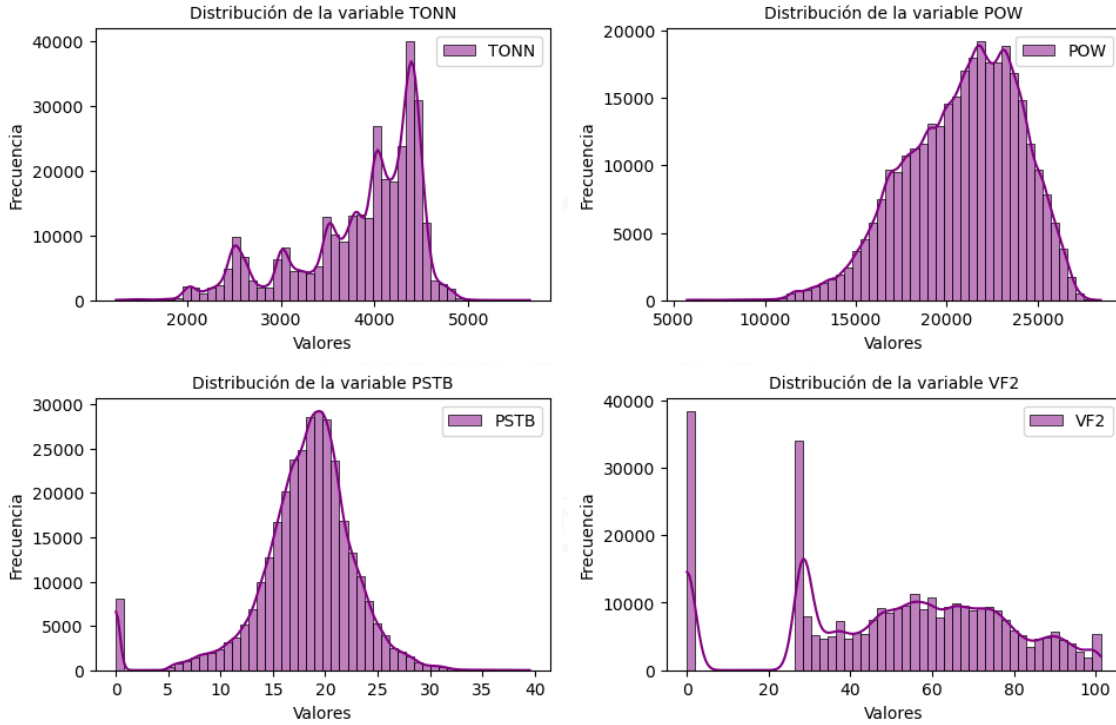 Distribución de la variable TONN
TONN
Frecuencia
40000
30000
20000
10000
0
2000 3000 4000 5000
Valores
Distribución de la variable POW
POW
Frecuencia
20000
15000
10000
5000
0
5000 10000 15000 20000 25000
Valores
Distribución de la variable PSTB
PSTB
Frecuencia
30000
25000
20000
15000
10000
5000
0
0 5 10 15 20 25 30 35 40
Valores
Distribución de la variable VF2
VF2
Frecuencia
40000
30000
20000
10000
0
0 20 40 60 80 100
Valores